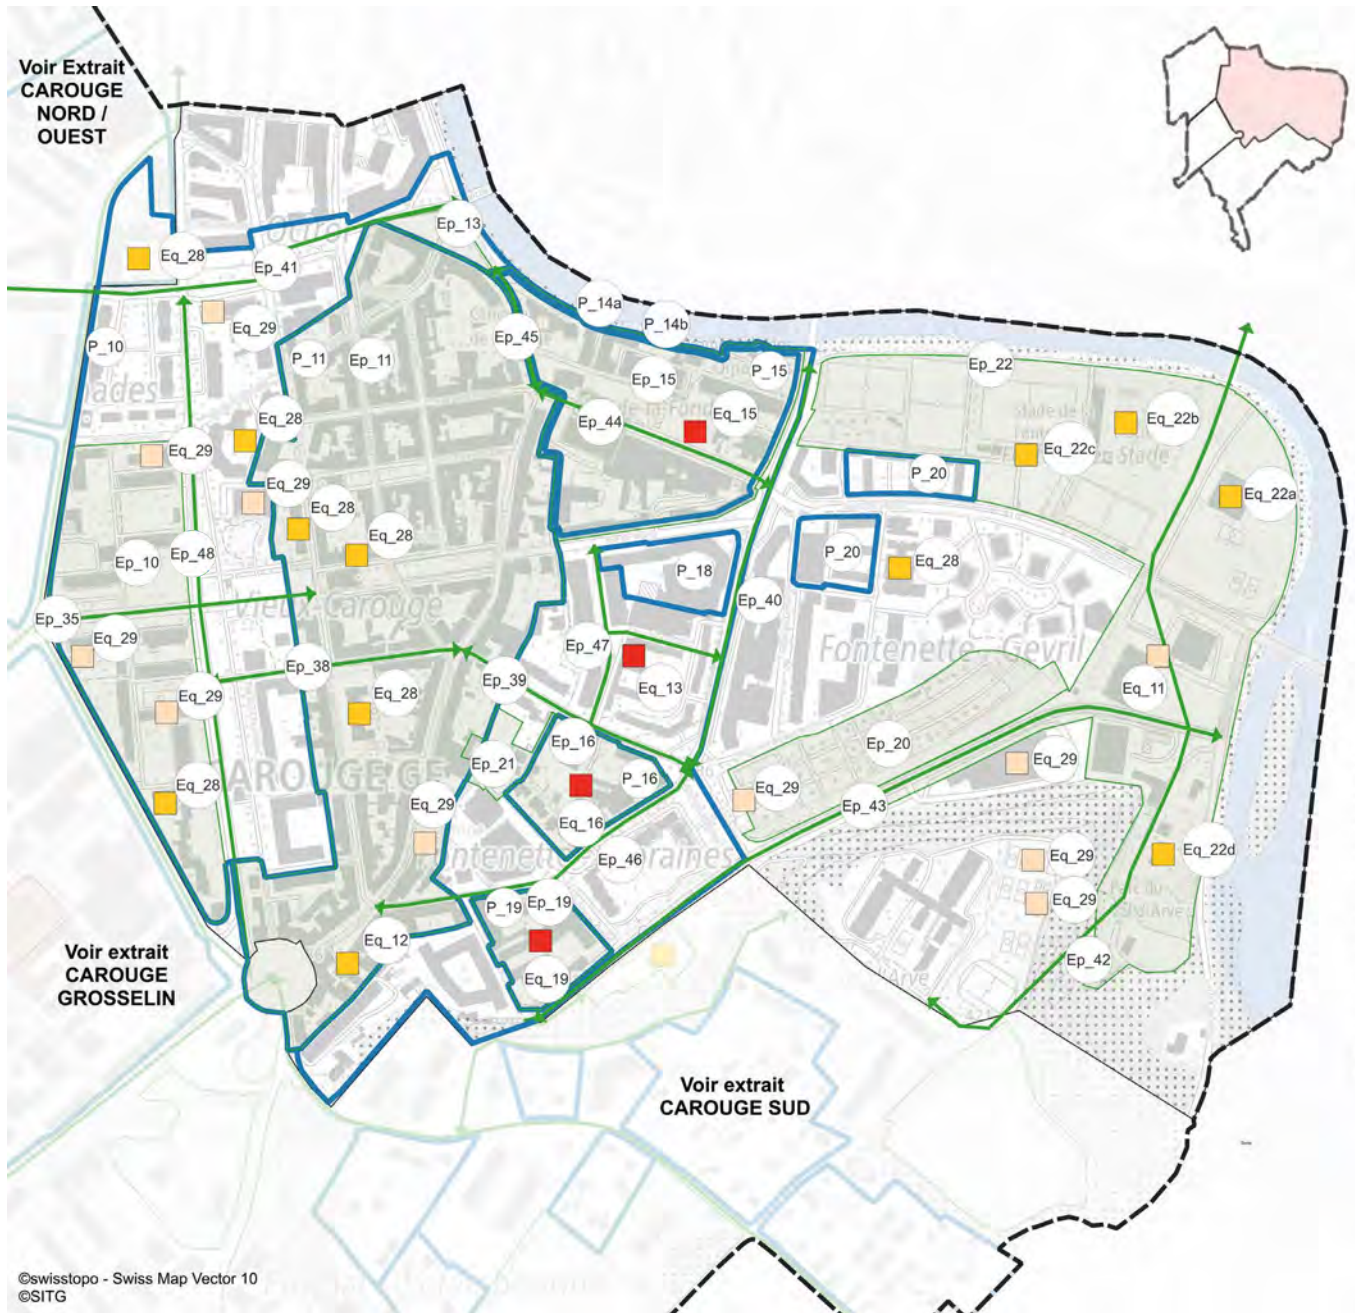 Voir Extrait
CAROUGE
NORD /
OUEST
Ep_13
Eq_28
Ep_41
P_14a
P_14b
Eq_29
P_10
P_11
Ep_11
Ep_45
Ep_15
P_15
Ep_22
Eq_28
Ep_44
Eq_15
Eq_22b
Eq_22c
Eq_29
P_20
Eq_29
Eq_22a
Eq_28
Eq_28
Ep_10
Ep_48
P_18
P_20
Eq_28
Vieux-Carouge
Ep_35
Ep_40
Eq_29
Ep_38
Ep_47
Fontenette - Gevril
Ep_39
Eq_13
Eq_11
Eq_29
Eq_28
Ep_16
Ep_20
AROUGE GE
Ep_21
P_16
Eq_29
Eq_28
Eq_29
Eq_29
Ep_43
Eq_16
Ep_46
Eq_29
Eq_22d
Eq_29
P_19
Ep_19
Voir extrait
CAROUGE
GROSSELIN
Eq_12
Ep_42
Eq_19
Voir extrait
CAROUGE SUD
©swisstopo - Swiss Map Vector 10
©SITG